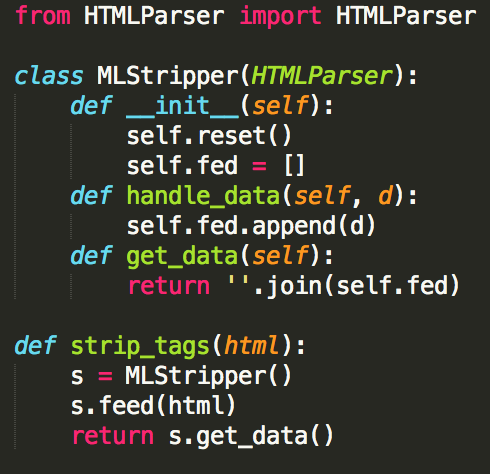 from HTMLParser import HTMLParser

class MLStripper(HTMLParser):
    def __init__(self):
        self.reset()
        self.fed = []
    def handle_data(self, d):
        self.fed.append(d)
    def get_data(self):
        return ''.join(self.fed)

def strip_tags(html):
    s = MLStripper()
    s.feed(html)
    return s.get_data()